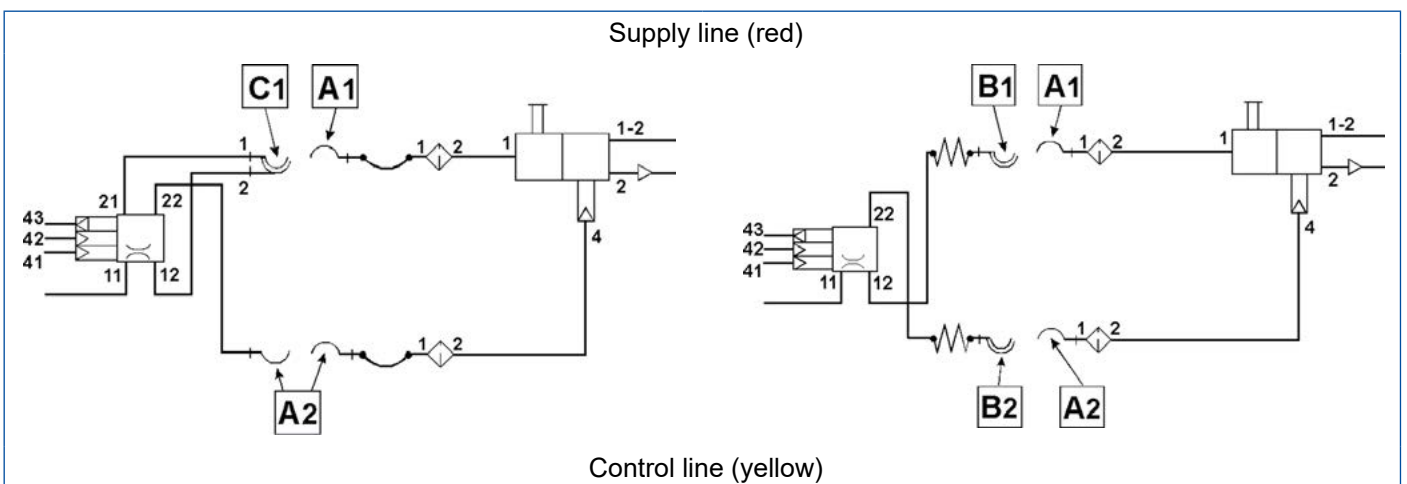 Supply line (red)
C1 A1 B1 A1
1 1 2 1 1-2
2 2
21 22
43
42
41
11 12
4
1 2
A2
1 2 1 1-2
2
22
43
42
41
11 12
4
1 2
B2 A2
Control line (yellow)